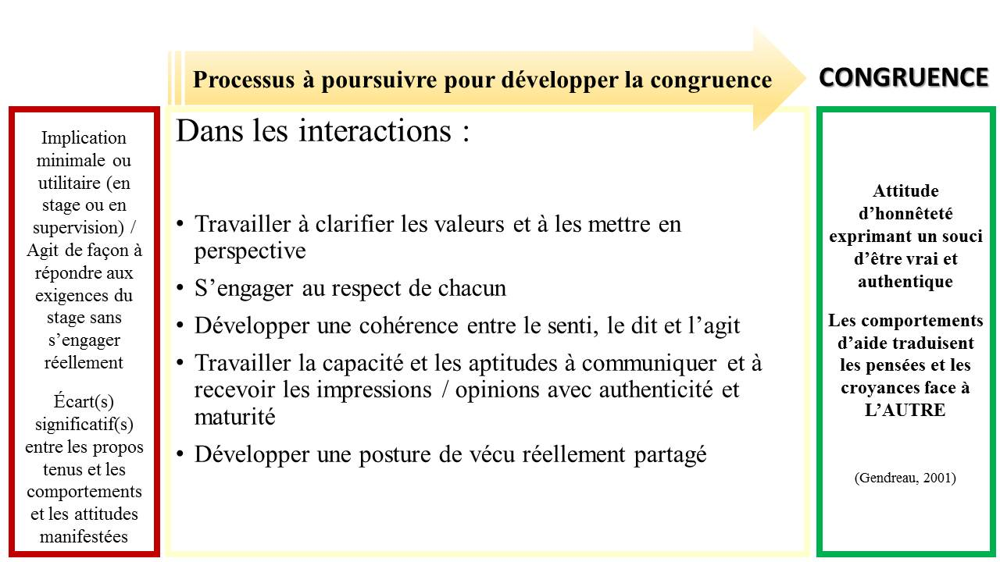 Processus à poursuivre pour développer la congruence
CONGRUENCE
Implication
minimale ou
utilitaire (en
stage ou en
supervision) /
Agit de façon à
répondre aux
exigences du
stage sans
s’engager
réellement
Écart(s)
significatif(s)
entre les propos
tenus et les
comportements
et les attitudes
manifestées
Dans les interactions :
• Travailler à clarifier les valeurs et à les mettre en
perspective
• S’engager au respect de chacun
• Développer une cohérence entre le senti, le dit et l’agit
• Travailler la capacité et les aptitudes à communiquer et à
recevoir les impressions / opinions avec authenticité et
maturité
• Développer une posture de vécu réellement partagé
Attitude
d’honnêteté
exprimant un souci
d’être vrai et
authentique
Les comportements
d’aide traduisent
les pensées et les
croyances face à
L’AUTRE
(Gendreau, 2001)